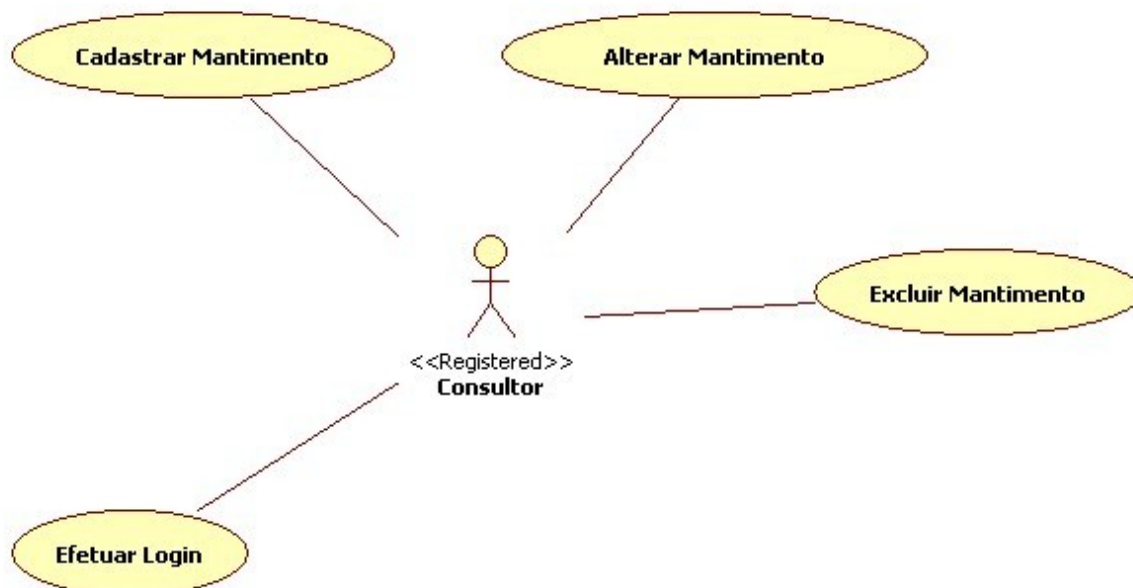 Cadastrar Mantimento
Alterar Mantimento
Excluir Mantimento
<<Registered>>
Consultor
Efetuar Login